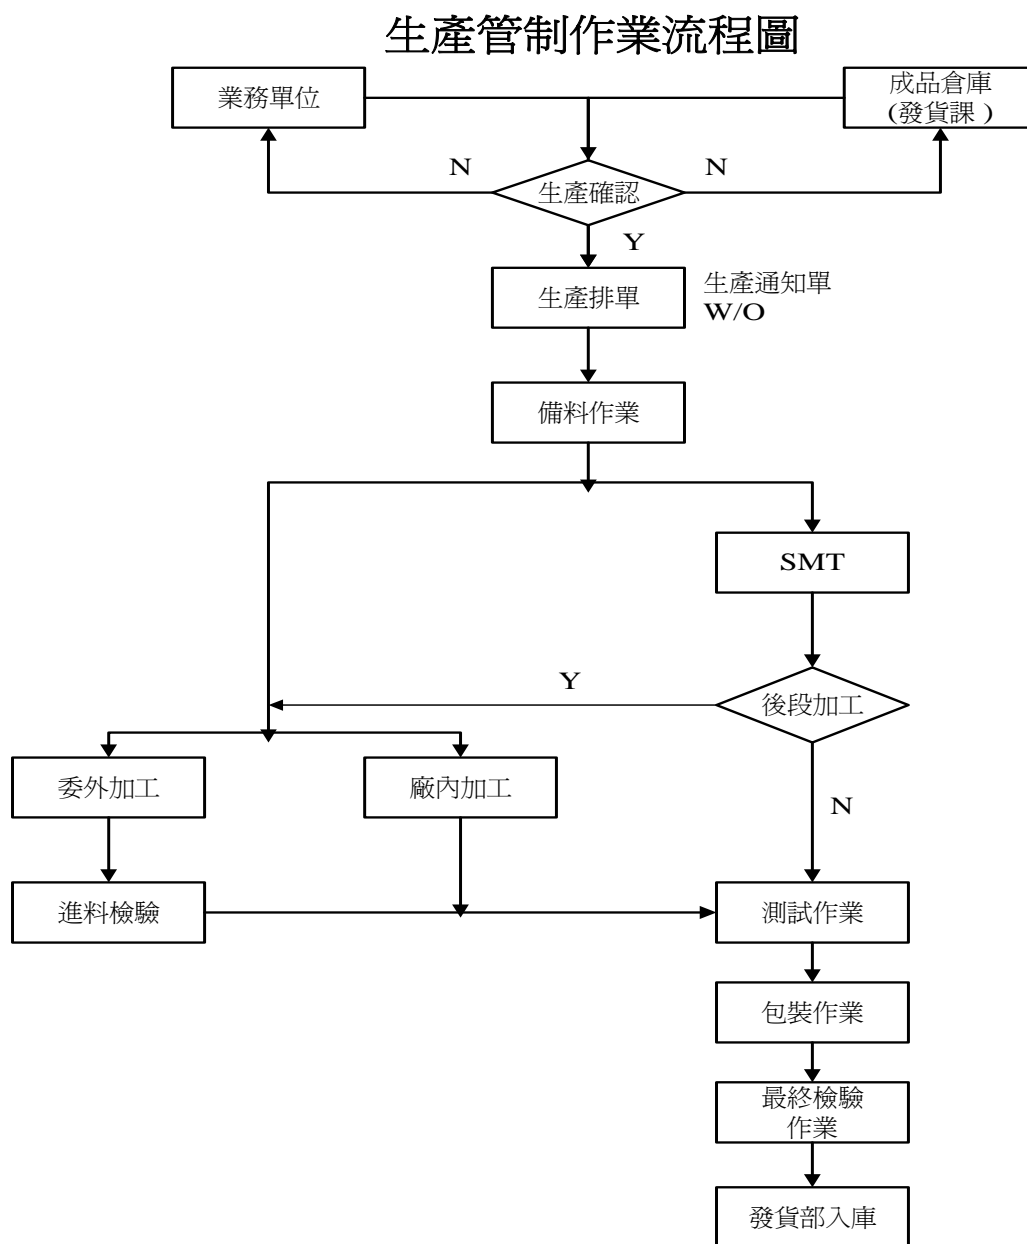 生產管制作業流程圖
業務單位
成品倉庫
(發貨課 )
N
N
生產確認
Y
生產排單
生產通知單
W/O
備料作業
SMT
Y
後段加工
委外加工
廠內加工
N
進料檢驗
測試作業
包裝作業
最終檢驗
作業
發貨部入庫